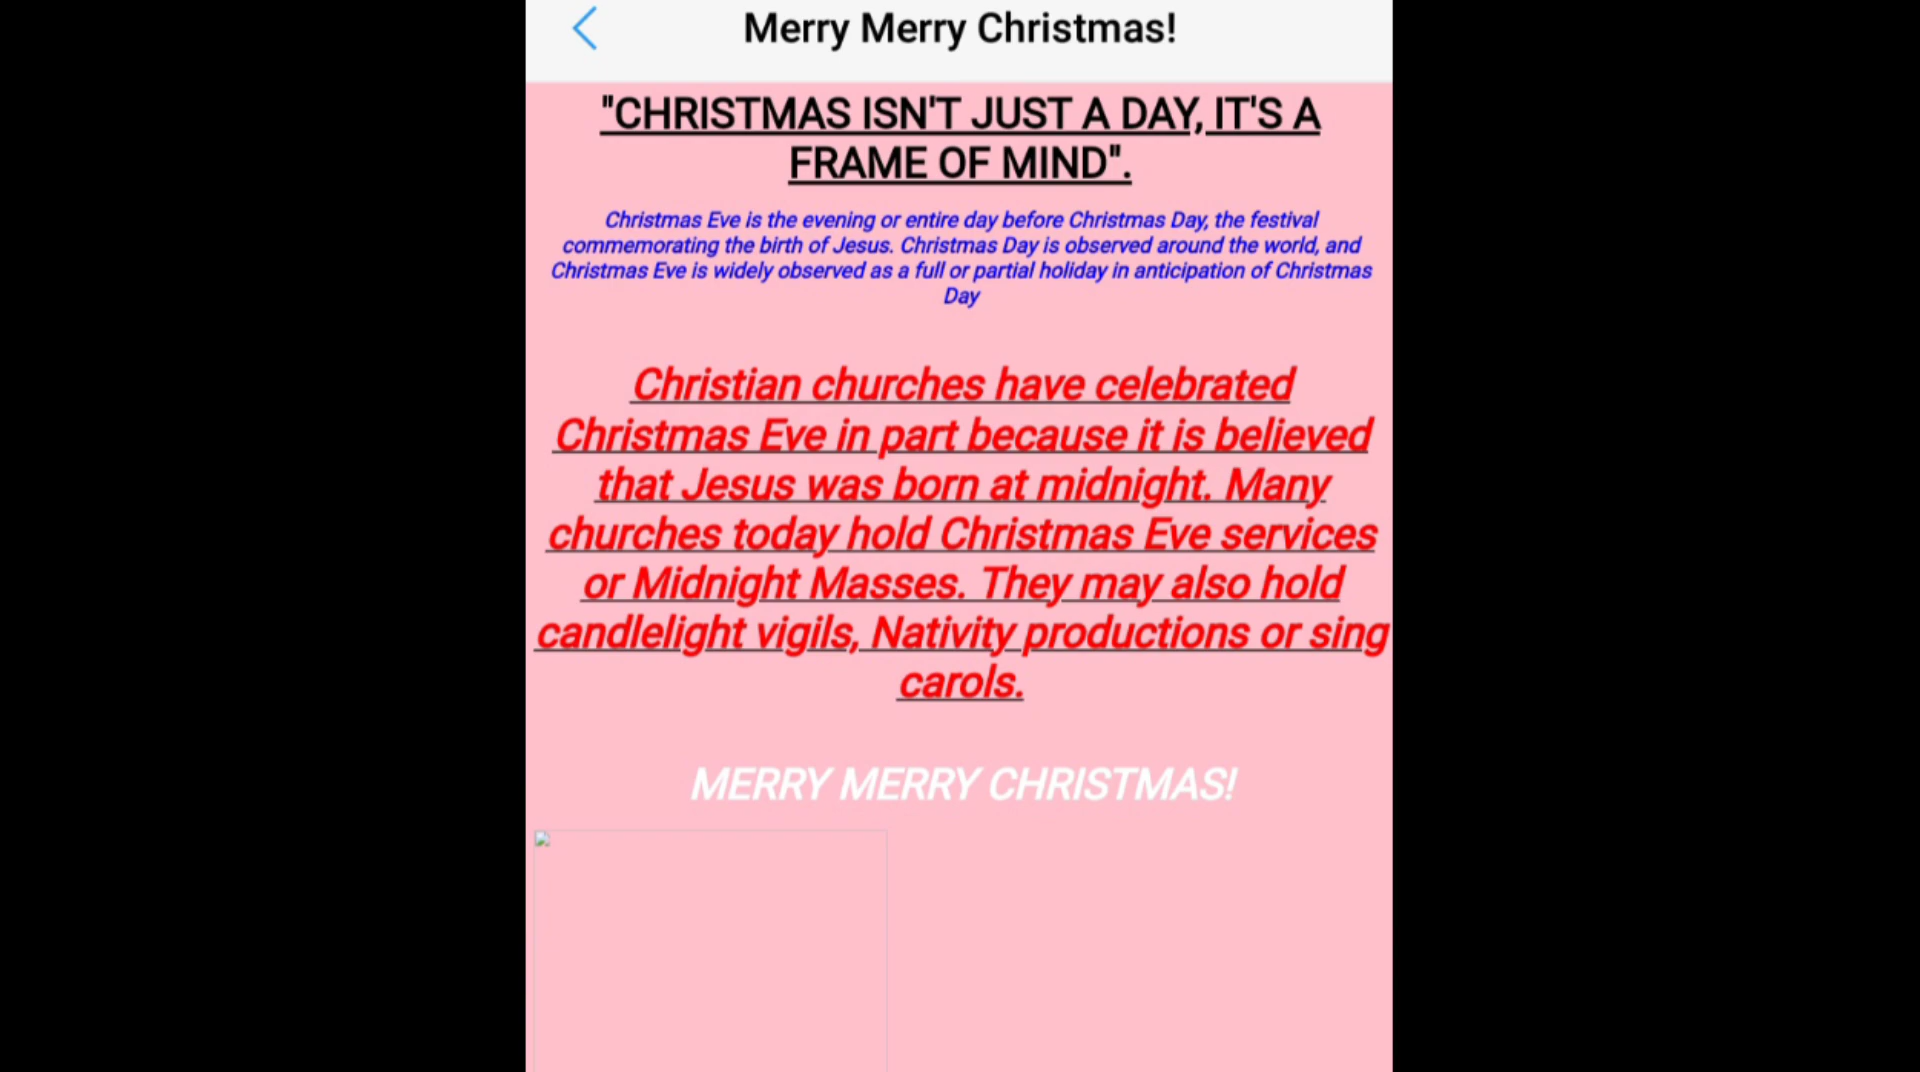 Merry Merry Christmas!
"CHRISTMAS ISN'T JUST A DAY, IT'S A
FRAME OF MIND".
Christmas Eve is the evening or entire day before Christmas Day, the festival
commemorating the birth of Jesus. Christmas Day is observed around the world, and
Christmas Eve is widely observed as a full or partial holiday in anticipation of Christmas
Day
Christian churches have celebrated
Christmas Eve in part because it is believed
that Jesus was born at midnight. Many
churches today hold Christmas Eve services
or Midnight Masses. They may also hold
candlelight vigils, Nativity productions or sing
carols.
MERRY MERRY CHRISTMAS!